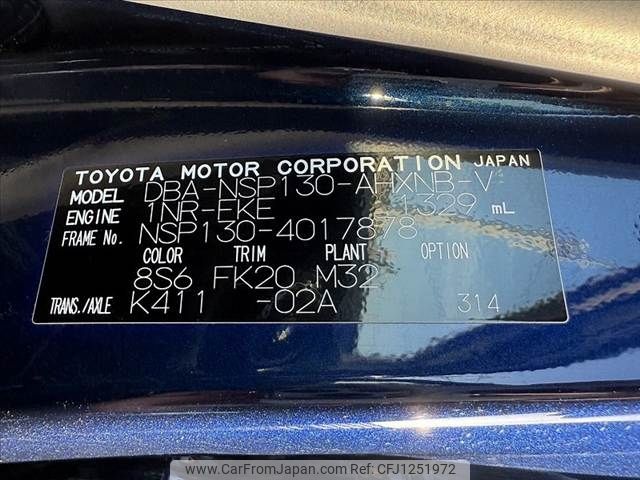 TOYOTA MOTOR CORPORATION JAPAN
MODEL DBA-NSP130-AHXNB-V
ENGINE 1NR-FKE 1329 mL
FRAME No. NSP130-4017878
COLOR TRIM PLANT OPTION
8S6 FK20 M32
TRANS./AXLE K411 -02A 314
CarFromJapan.com - CFJ1251972